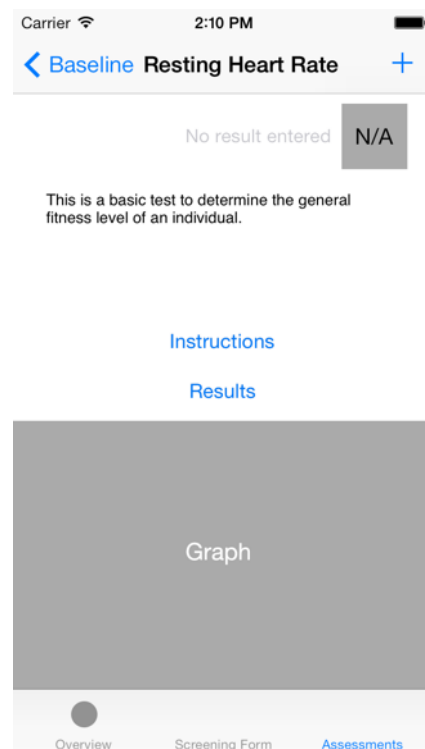 Carrier 2:10 PM
Baseline Resting Heart Rate +
No result entered N/A
This is a basic test to determine the general
fitness level of an individual.
Instructions
Results
Graph
Overview Screening Form Assessments